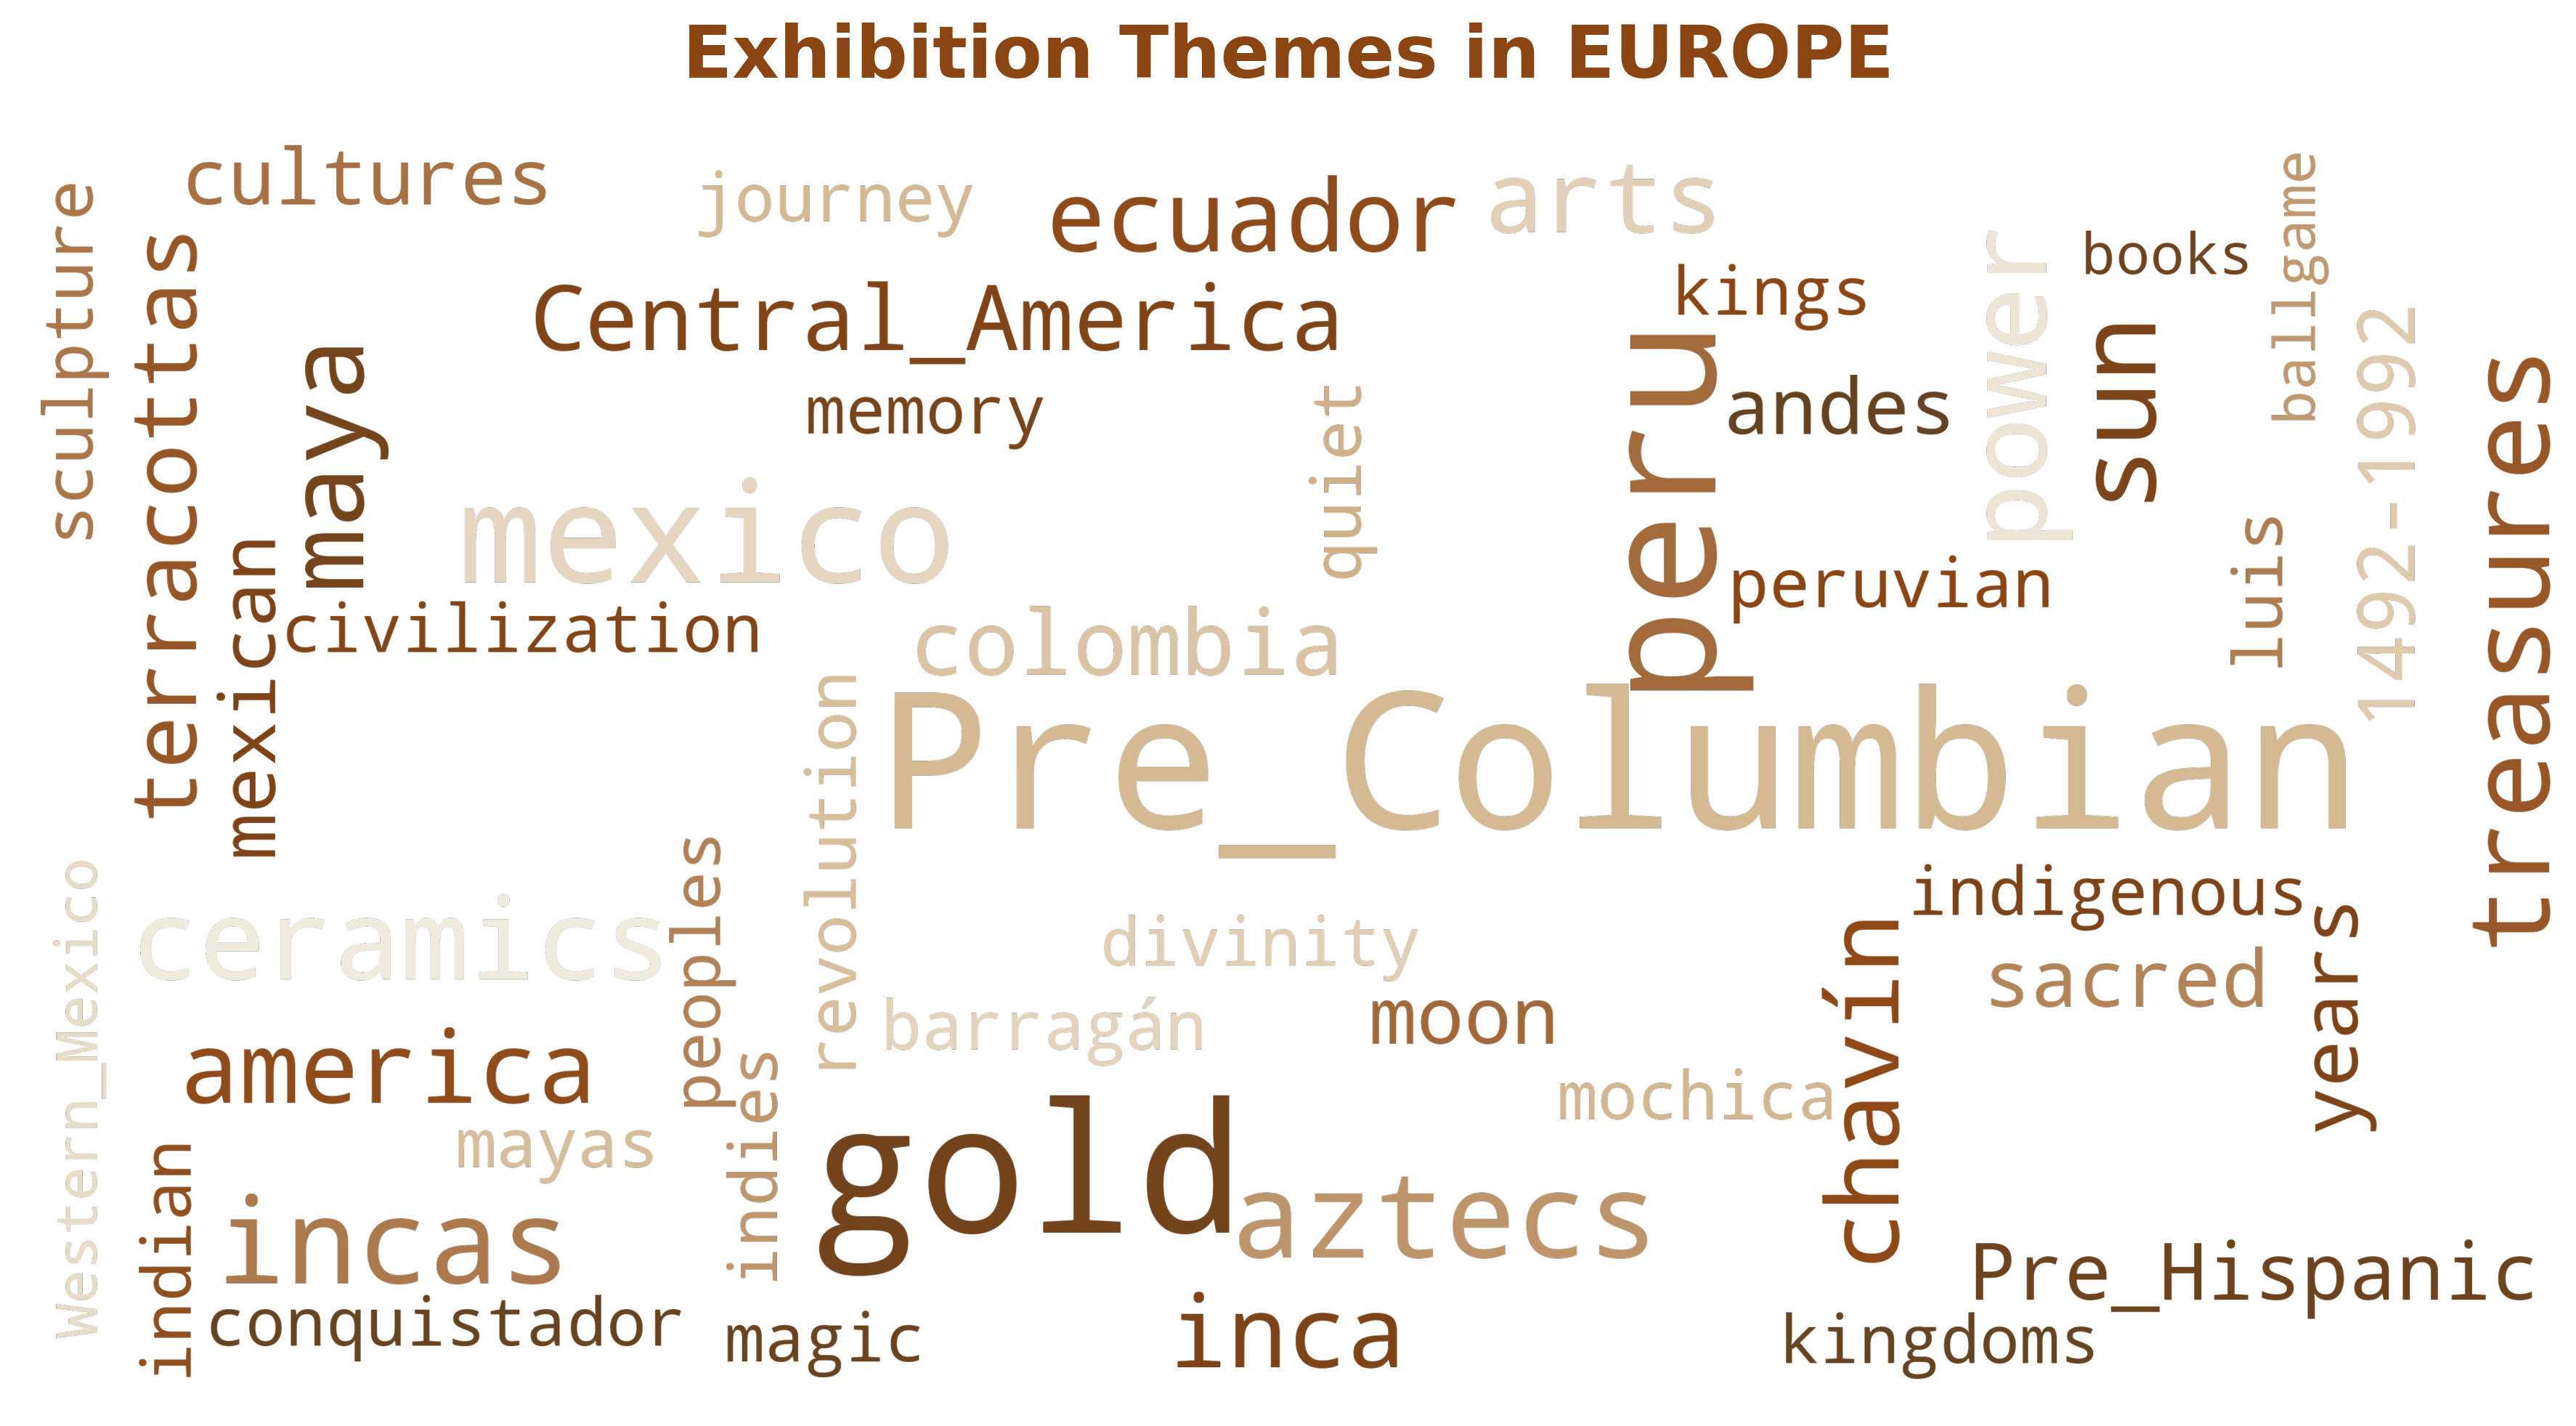 Exhibition Themes in EUROPE
cultures
journey
ecuador
arts
sculpture
terracottas
maya
Central_America
kings
power
books
ballgame
sun
1492-1992
treasures
memory
quiet
peru
andes
mexico
mexican
civilization
colombia
peruvian
luis
revolution
Pre_Columbian
Western_Mexico
ceramics
peoples
divinity
indigenous
chavín
sacred
years
america
barragán
moon
mochica
mayas
indies
indian
incas
gold
aztecs
conquistador
magic
inca
Pre_Hispanic
kingdoms